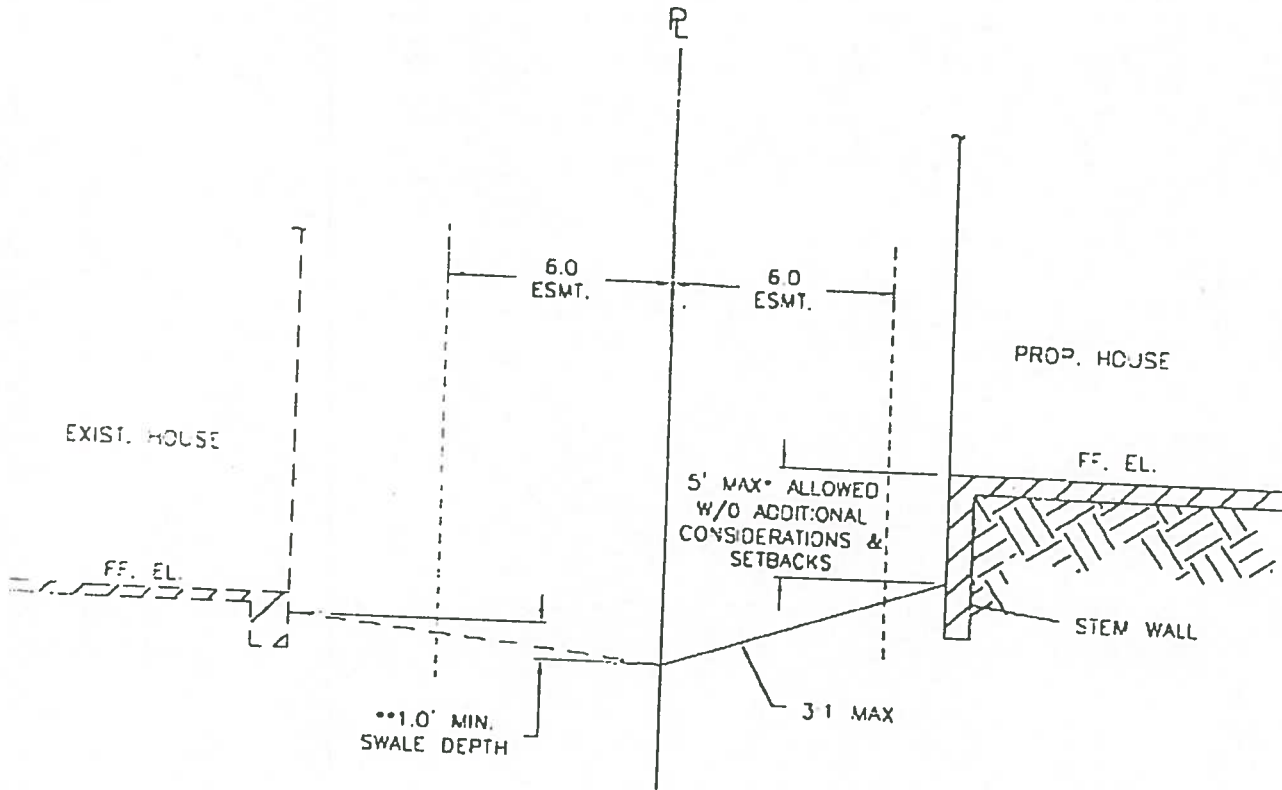 PL
6.0
ESMT.
6.0
ESMT.
PROP. HOUSE
EXIST. HOUSE
FF. EL.
5' MAX* ALLOWED
W/O ADDITIONAL
CONSIDERATIONS &
SETBACKS
FF. EL.
STEM WALL
3:1 MAX
**1.0' MIN.
SWALE DEPTH